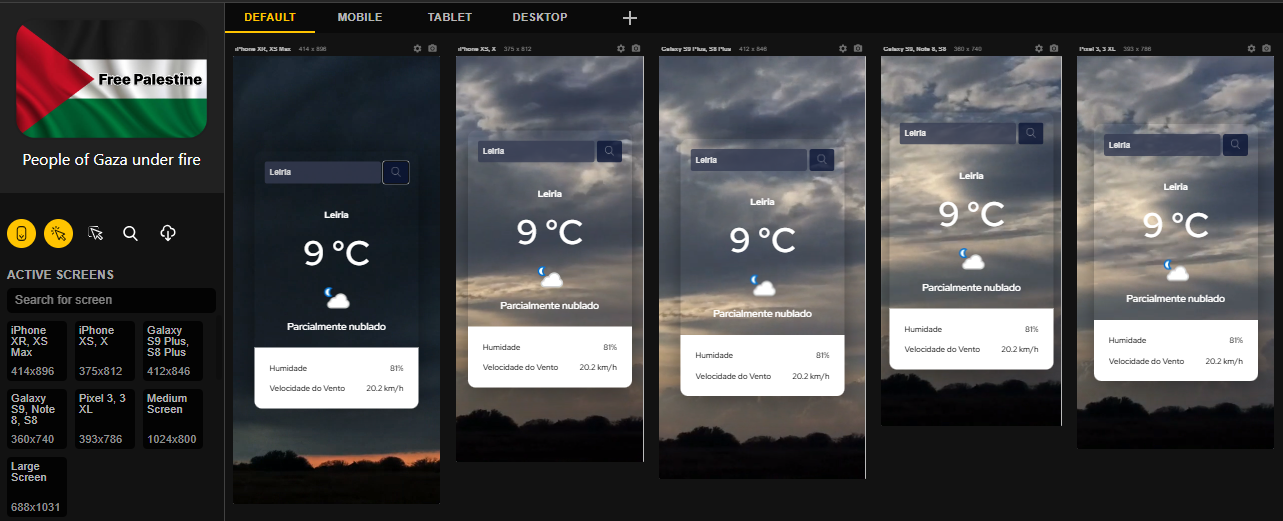 DEFAULT
MOBILE
TABLET
DESKTOP
Free Palestine
People of Gaza under fire
ACTIVE SCREENS
Search for screen
iPhone XR, XS Max
414x896
iPhone XS, X
375x812
Galaxy S9 Plus, S8 Plus
412x846
Galaxy S9, Note 8, S8
360x740
Pixel 3, 3 XL
393x786
Medium Screen
1024x800
Large Screen
688x1031
iPhone XR, XS Max 414 x 896
Leiria
Leiria
9 °C
Parcialmente nublado
Humidade 81%
Velocidade do Vento 20.2 km/h
iPhone XS, X 375 x 812
Leiria
Leiria
9 °C
Parcialmente nublado
Humidade 81%
Velocidade do Vento 20.2 km/h
Galaxy S9 Plus, S8 Plus 412 x 846
Leiria
Leiria
9 °C
Parcialmente nublado
Humidade 81%
Velocidade do Vento 20.2 km/h
Galaxy S9, Note 8, S8 360 x 740
Leiria
Leiria
9 °C
Parcialmente nublado
Humidade 81%
Velocidade do Vento 20.2 km/h
Pixel 3, 3 XL 393 x 786
Leiria
Leiria
9 °C
Parcialmente nublado
Humidade 81%
Velocidade do Vento 20.2 km/h